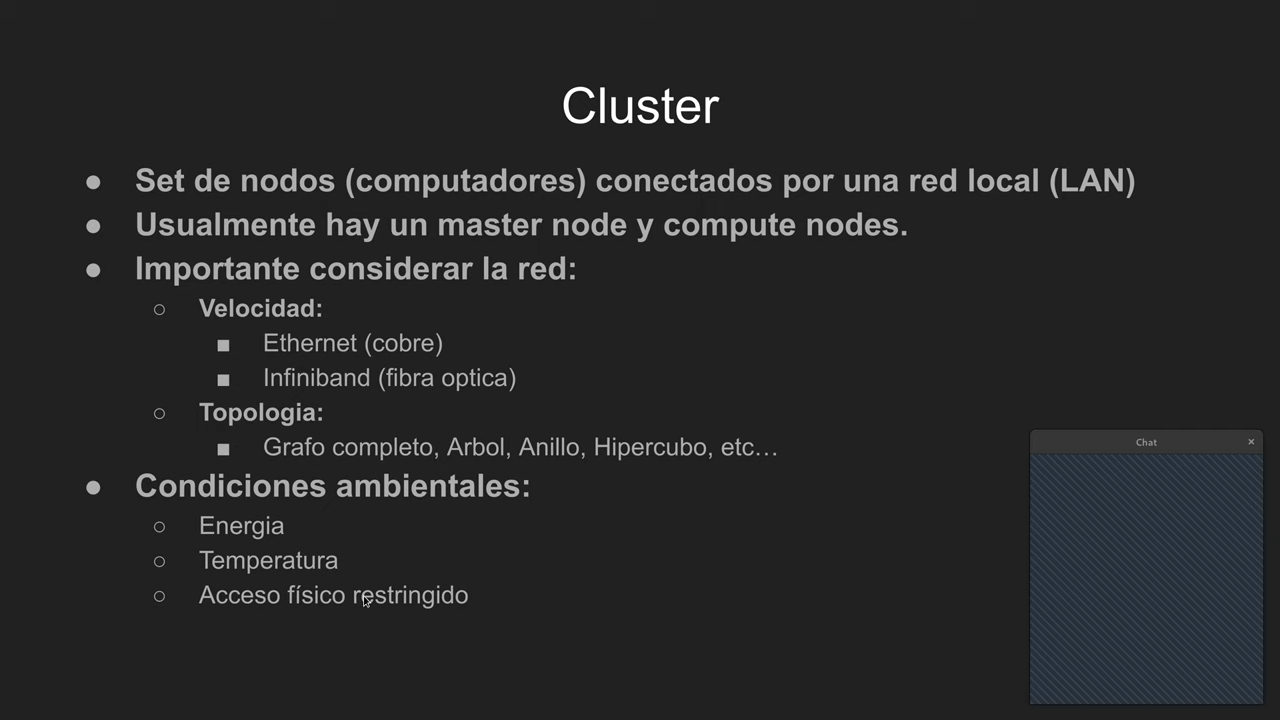 Cluster
● Set de nodos (computadores) conectados por una red local (LAN)
● Usualmente hay un master node y compute nodes.
● Importante considerar la red:
○ Velocidad:
■ Ethernet (cobre)
■ Infiniband (fibra optica)
○ Topologia:
■ Grafo completo, Arbol, Anillo, Hipercubo, etc…
● Condiciones ambientales:
○ Energia
○ Temperatura
○ Acceso físico restringido
Chat ×